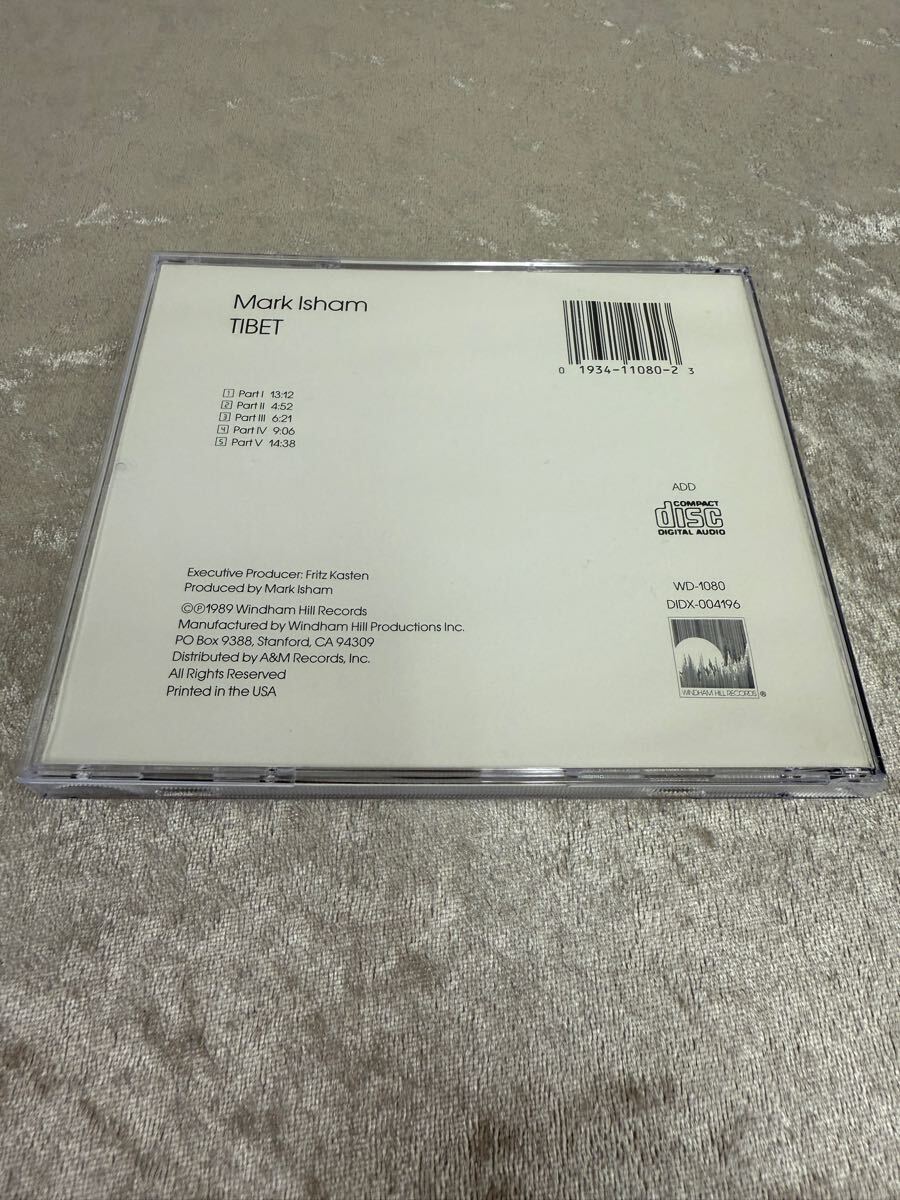 Mark Isham
TIBET
0 1934-11080-2 3
1 Part I 13:12
2 Part II 4:52
3 Part III 6:21
4 Part IV 9:06
5 Part V 14:38
ADD
COMPACT
disc
DIGITAL AUDIO
Executive Producer: Fritz Kasten
Produced by Mark Isham
©℗1989 Windham Hill Records
Manufactured by Windham Hill Productions Inc.
PO Box 9388, Stanford, CA 94309
Distributed by A&M Records, Inc.
All Rights Reserved
Printed in the USA
WD-1080
DIDX-004196
WINDHAM HILL RECORDS ®